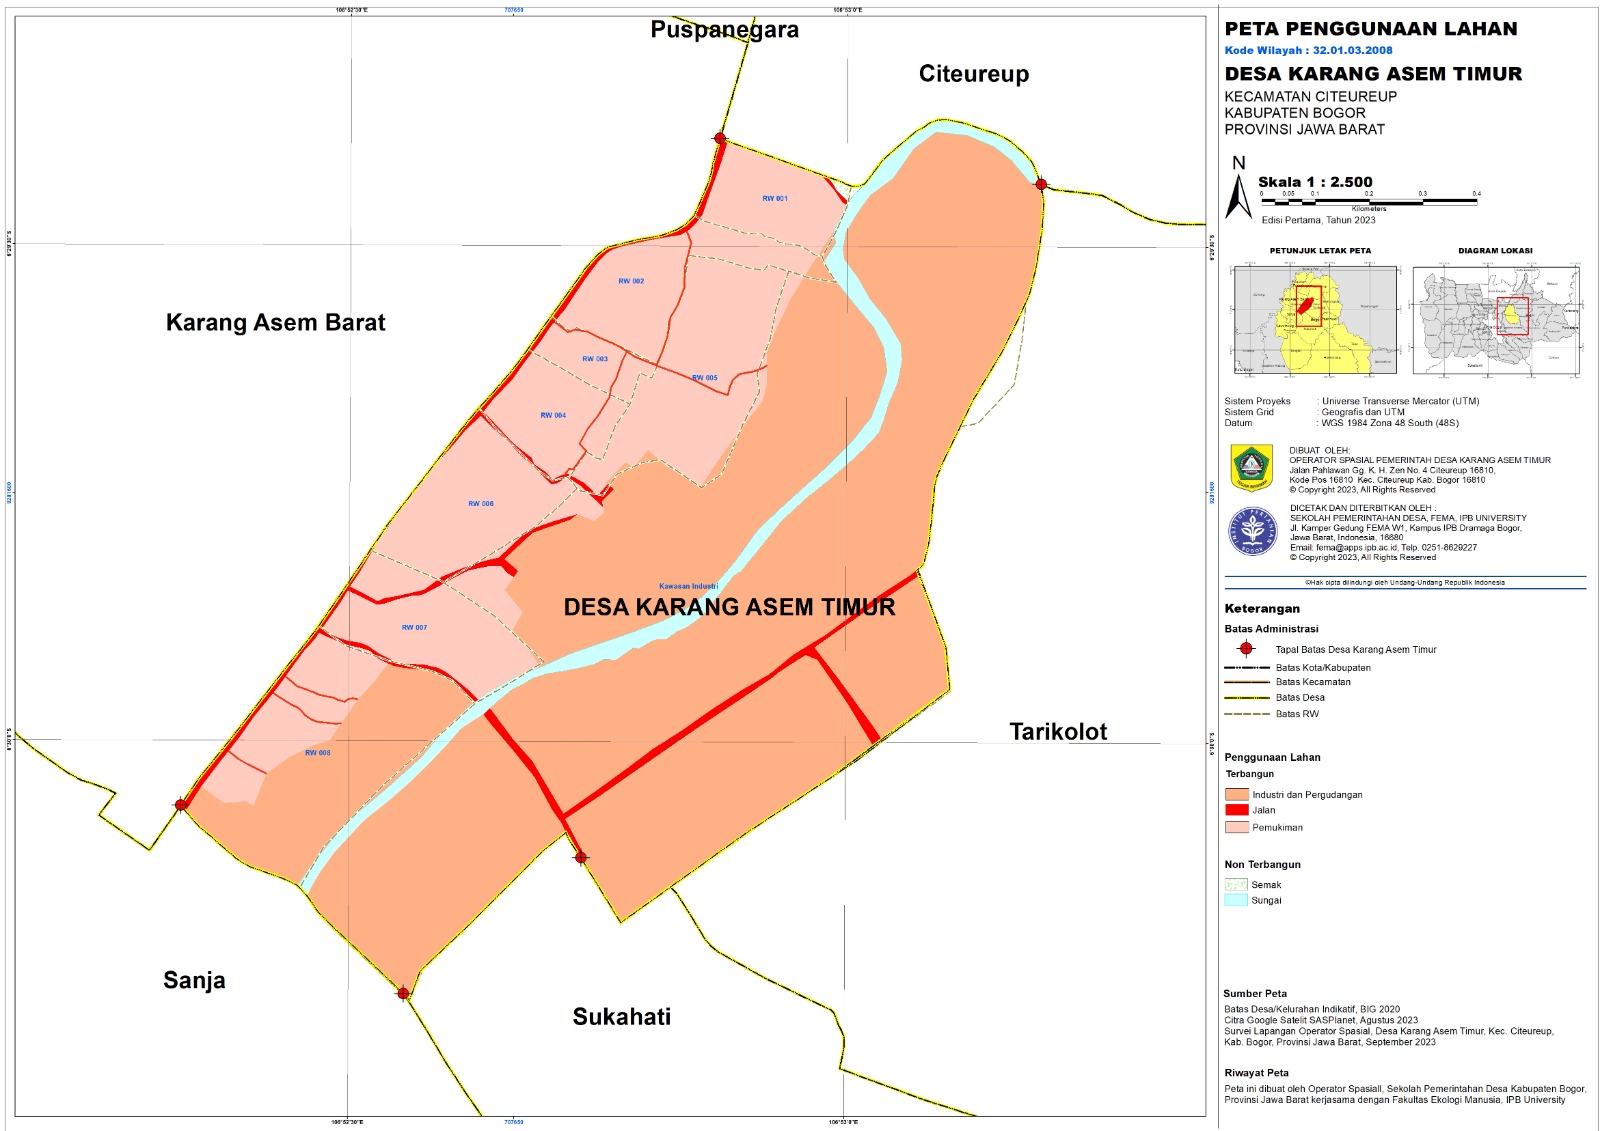 106°52'30"E
707659
106°53'0"E
Puspanegara
Citeureup
Karang Asem Barat
RW 001
RW 002
RW 003
RW 005
RW 004
RW 006
Kawasan Industri
DESA KARANG ASEM TIMUR
RW 007
RW 008
Tarikolot
Sanja
Sukahati
6°29'30"S
9281600
6°30'0"S
6°29'30"S
9281600
6°30'0"S
106°52'30"E
707659
106°53'0"E
PETA PENGGUNAAN LAHAN
Kode Wilayah : 32.01.03.2008
DESA KARANG ASEM TIMUR
KECAMATAN CITEUREUP
KABUPATEN BOGOR
PROVINSI JAWA BARAT
N
Skala 1 : 2.500
0 0.05 0.1 0.2 0.3 0.4
Kilometers
Edisi Pertama, Tahun 2023
PETUNJUK LETAK PETA
DIAGRAM LOKASI
Sistem Proyeks : Universe Transverse Mercator (UTM)
Sistem Grid : Geografis dan UTM
Datum : WGS 1984 Zona 48 South (48S)
DIBUAT OLEH:
OPERATOR SPASIAL PEMERINTAH DESA KARANG ASEM TIMUR
Jalan Pahlawan Gg. K. H. Zen No. 4 Citeureup 16810,
Kode Pos 16810 Kec. Citeureup Kab. Bogor 16810
© Copyright 2023, All Rights Reserved
DICETAK DAN DITERBITKAN OLEH :
SEKOLAH PEMERINTAHAN DESA, FEMA, IPB UNIVERSITY
Jl. Kamper Gedung FEMA W1, Kampus IPB Dramaga Bogor,
Jawa Barat, Indonesia, 16680
Email: fema@apps.ipb.ac.id, Telp. 0251-8629227
© Copyright 2023, All Rights Reserved
©Hak cipta dilindungi oleh Undang-Undang Republik Indonesia
Keterangan
Batas Administrasi
Tapal Batas Desa Karang Asem Timur
Batas Kota/Kabupaten
Batas Kecamatan
Batas Desa
Batas RW
Penggunaan Lahan
Terbangun
Industri dan Pergudangan
Jalan
Pemukiman
Non Terbangun
Semak
Sungai
Sumber Peta
Batas Desa/Kelurahan Indikatif, BIG 2020
Citra Google Satelit SASPlanet, Agustus 2023
Survei Lapangan Operator Spasial, Desa Karang Asem Timur, Kec. Citeureup,
Kab. Bogor, Provinsi Jawa Barat, September 2023
Riwayat Peta
Peta ini dibuat oleh Operator Spasiall, Sekolah Pemerintahan Desa Kabupaten Bogor,
Provinsi Jawa Barat kerjasama dengan Fakultas Ekologi Manusia, IPB University